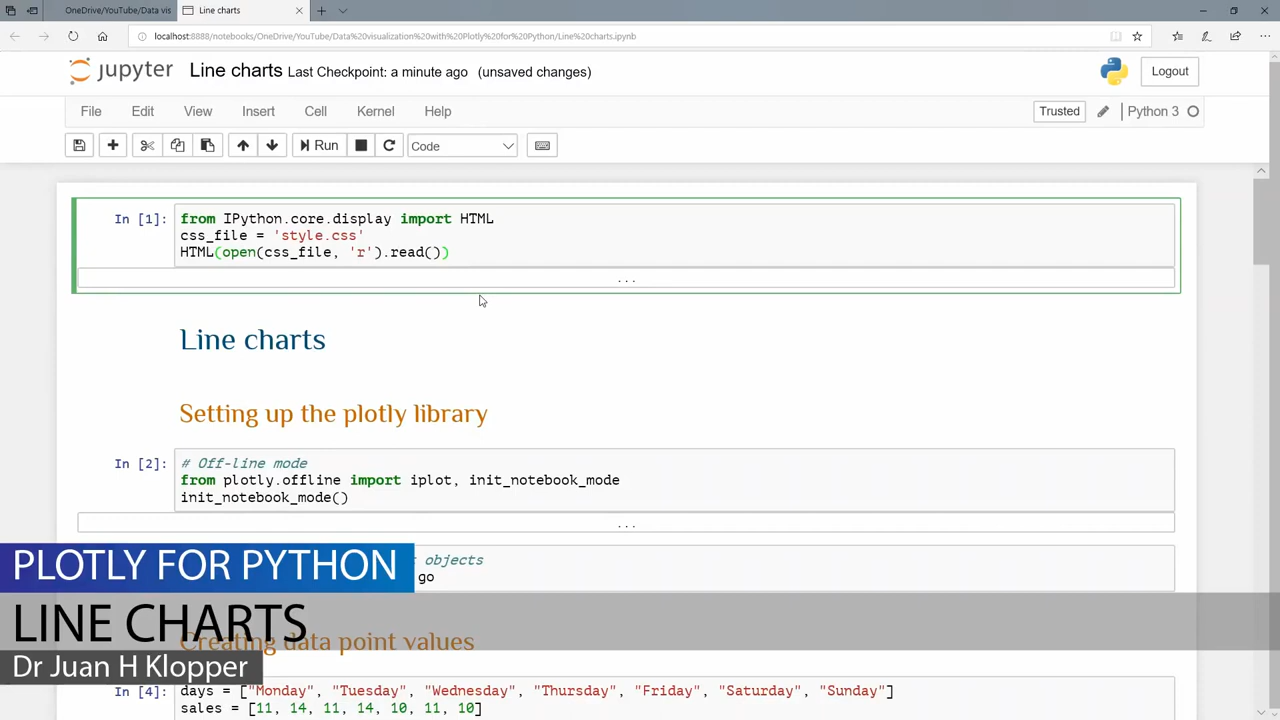 OneDrive/YouTube/Data vis
Line charts
localhost:8888/notebooks/OneDrive/YouTube/Data%20visualization%20with%20Plotly%20for%20Python/Line%20charts.ipynb
jupyter Line charts Last Checkpoint: a minute ago (unsaved changes)
Logout
File Edit View Insert Cell Kernel Help
Trusted
Python 3
Run
Code
In [1]: from IPython.core.display import HTML
css_file = 'style.css'
HTML(open(css_file, 'r').read())
...
Line charts
Setting up the plotly library
In [2]: # Off-line mode
from plotly.offline import iplot, init_notebook_mode
init_notebook_mode()
...
objects
go
PLOTLY FOR PYTHON
LINE CHARTS
Creating data point values
Dr Juan H Klopper
In [4]: days = ["Monday", "Tuesday", "Wednesday", "Thursday", "Friday", "Saturday", "Sunday"]
sales = [11, 14, 11, 14, 10, 11, 10]